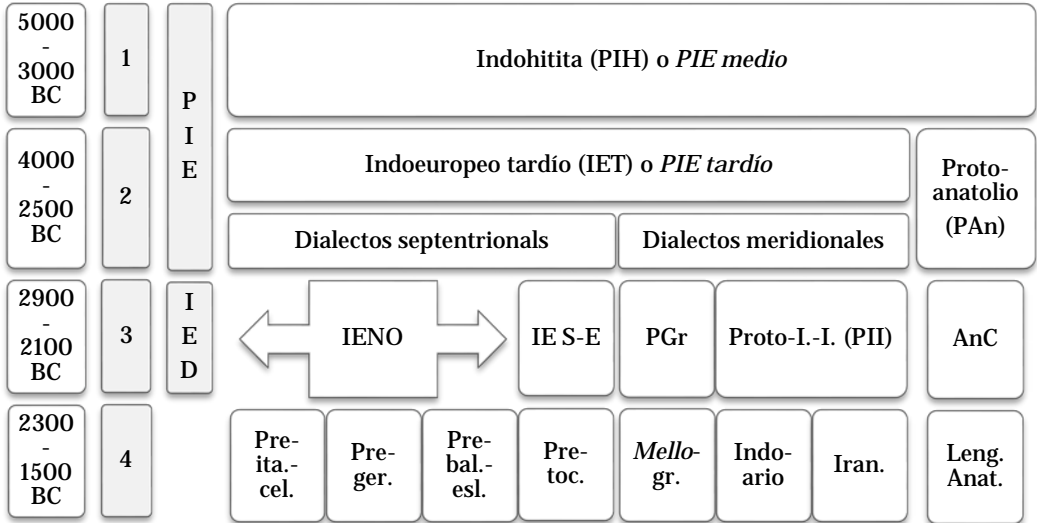 5000
-
3000
BC
1
P
I
E
Indohitita (PIH) o PIE medio
4000
-
2500
BC
2
Indoeuropeo tardío (IET) o PIE tardío
Proto-
anatolio
(PAn)
Dialectos septentrionals
Dialectos meridionales
2900
-
2100
BC
3
I
E
D
IENO
IE S-E
PGr
Proto-I.-I. (PII)
AnC
2300
-
1500
BC
4
Pre-
ita.-
cel.
Pre-
ger.
Pre-
bal.-
esl.
Pre-
toc.
Mello-
gr.
Indo-
ario
Iran.
Leng.
Anat.